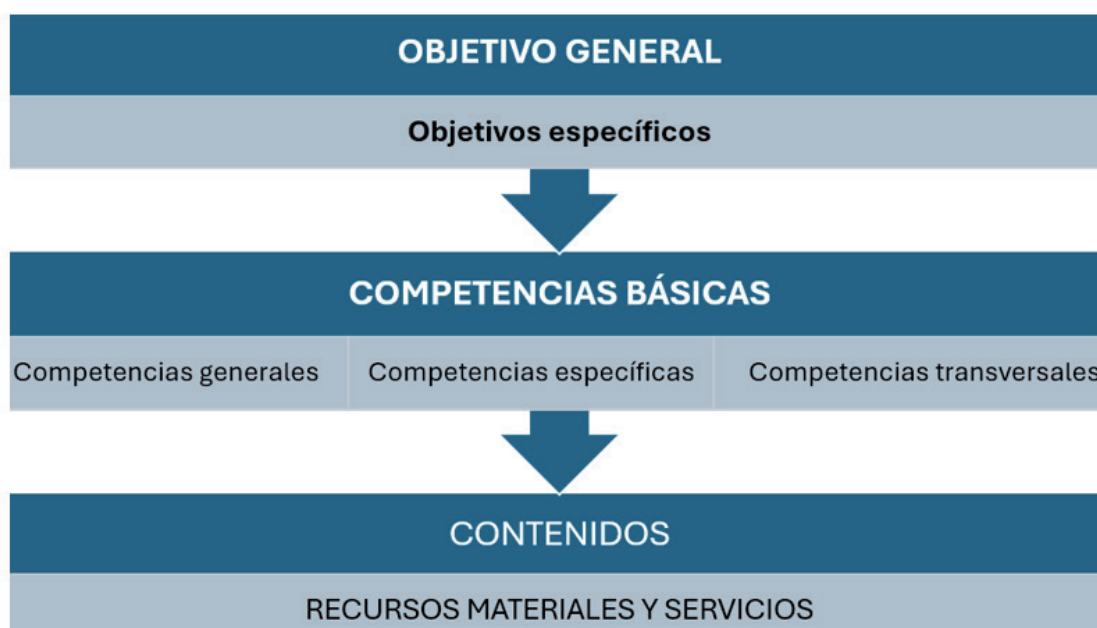 OBJETIVO GENERAL
Objetivos específicos
COMPETENCIAS BÁSICAS
Competencias generales
Competencias específicas
Competencias transversales
CONTENIDOS
RECURSOS MATERIALES Y SERVICIOS